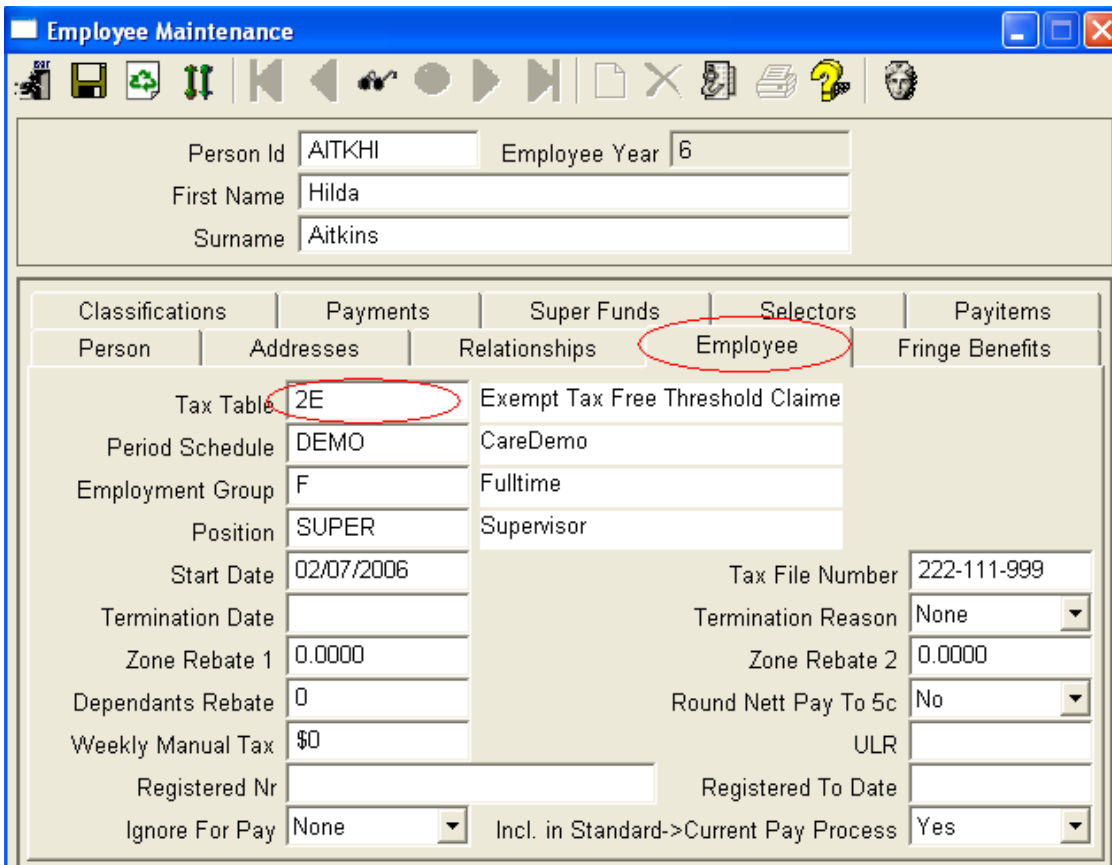 Employee Maintenance
Person Id AITKHI Employee Year 6
First Name Hilda
Surname Aitkins
Classifications Payments Super Funds Selectors Payitems
Person Addresses Relationships Employee Fringe Benefits
Tax Table 2E Exempt Tax Free Threshold Claime
Period Schedule DEMO CareDemo
Employment Group F Fulltime
Position SUPER Supervisor
Start Date 02/07/2006 Tax File Number 222-111-999
Termination Date Termination Reason None
Zone Rebate 1 0.0000 Zone Rebate 2 0.0000
Dependants Rebate 0 Round Nett Pay To 5c No
Weekly Manual Tax $0 ULR
Registered Nr Registered To Date
Ignore For Pay None Incl. in Standard->Current Pay Process Yes